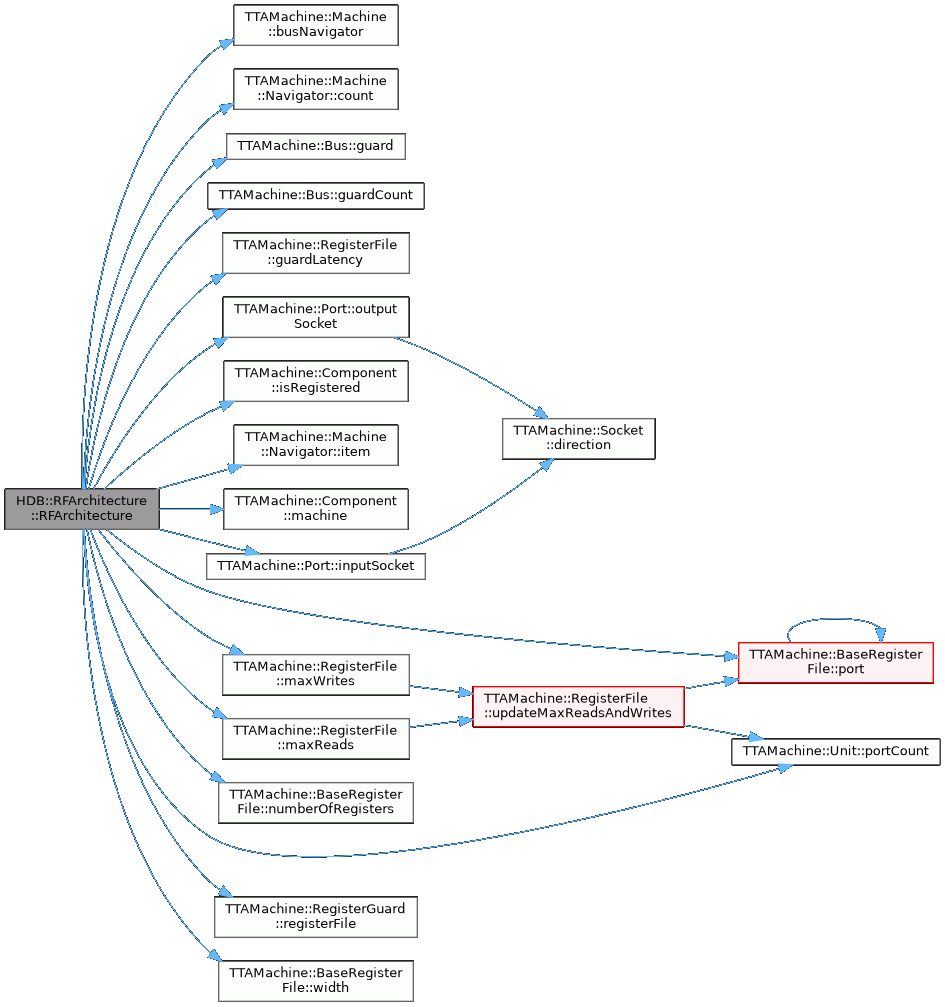 TTAMachine::Machine
::busNavigator
TTAMachine::Machine
::Navigator::count
TTAMachine::Bus::guard
TTAMachine::Bus::guardCount
TTAMachine::RegisterFile
::guardLatency
TTAMachine::Port::output
Socket
TTAMachine::Component
::isRegistered
TTAMachine::Socket
::direction
TTAMachine::Machine
::Navigator::item
HDB::RFArchitecture
::RFArchitecture
TTAMachine::Component
::machine
TTAMachine::Port::inputSocket
TTAMachine::BaseRegister
File::port
TTAMachine::RegisterFile
::maxWrites
TTAMachine::RegisterFile
::updateMaxReadsAndWrites
TTAMachine::RegisterFile
::maxReads
TTAMachine::Unit::portCount
TTAMachine::BaseRegister
File::numberOfRegisters
TTAMachine::RegisterGuard
::registerFile
TTAMachine::BaseRegister
File::width